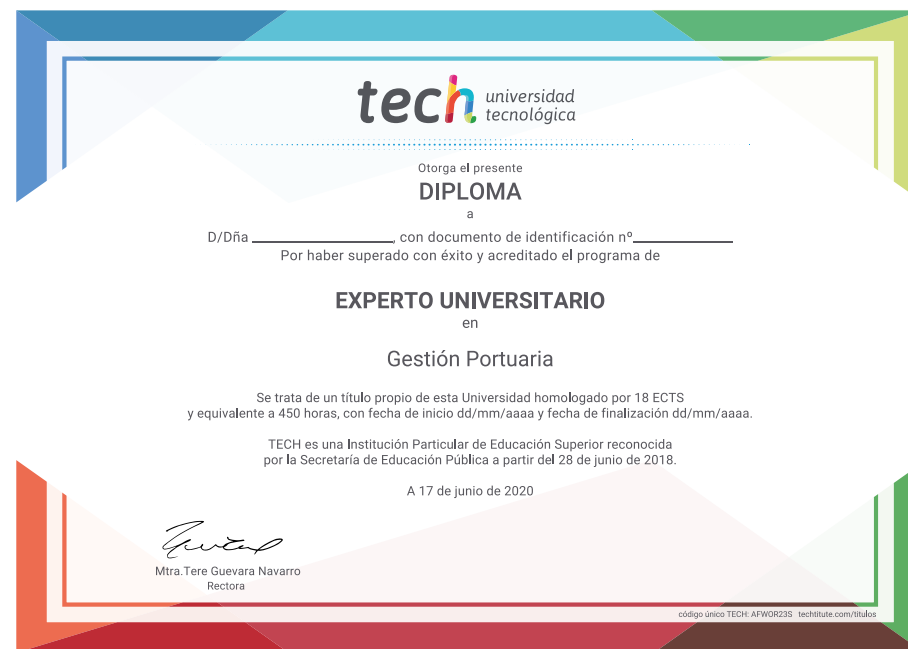 tech universidad
tecnológica
Otorga el presente
DIPLOMA
a
D/Dña ____________________, con documento de identificación nº______________
Por haber superado con éxito y acreditado el programa de
EXPERTO UNIVERSITARIO
en
Gestión Portuaria
Se trata de un título propio de esta Universidad homologado por 18 ECTS
y equivalente a 450 horas, con fecha de inicio dd/mm/aaaa y fecha de finalización dd/mm/aaaa.
TECH es una Institución Particular de Educación Superior reconocida
por la Secretaría de Educación Pública a partir del 28 de junio de 2018.
A 17 de junio de 2020
Mtra.Tere Guevara Navarro
Rectora
código único TECH: AFWOR23S techtitute.com/titulos